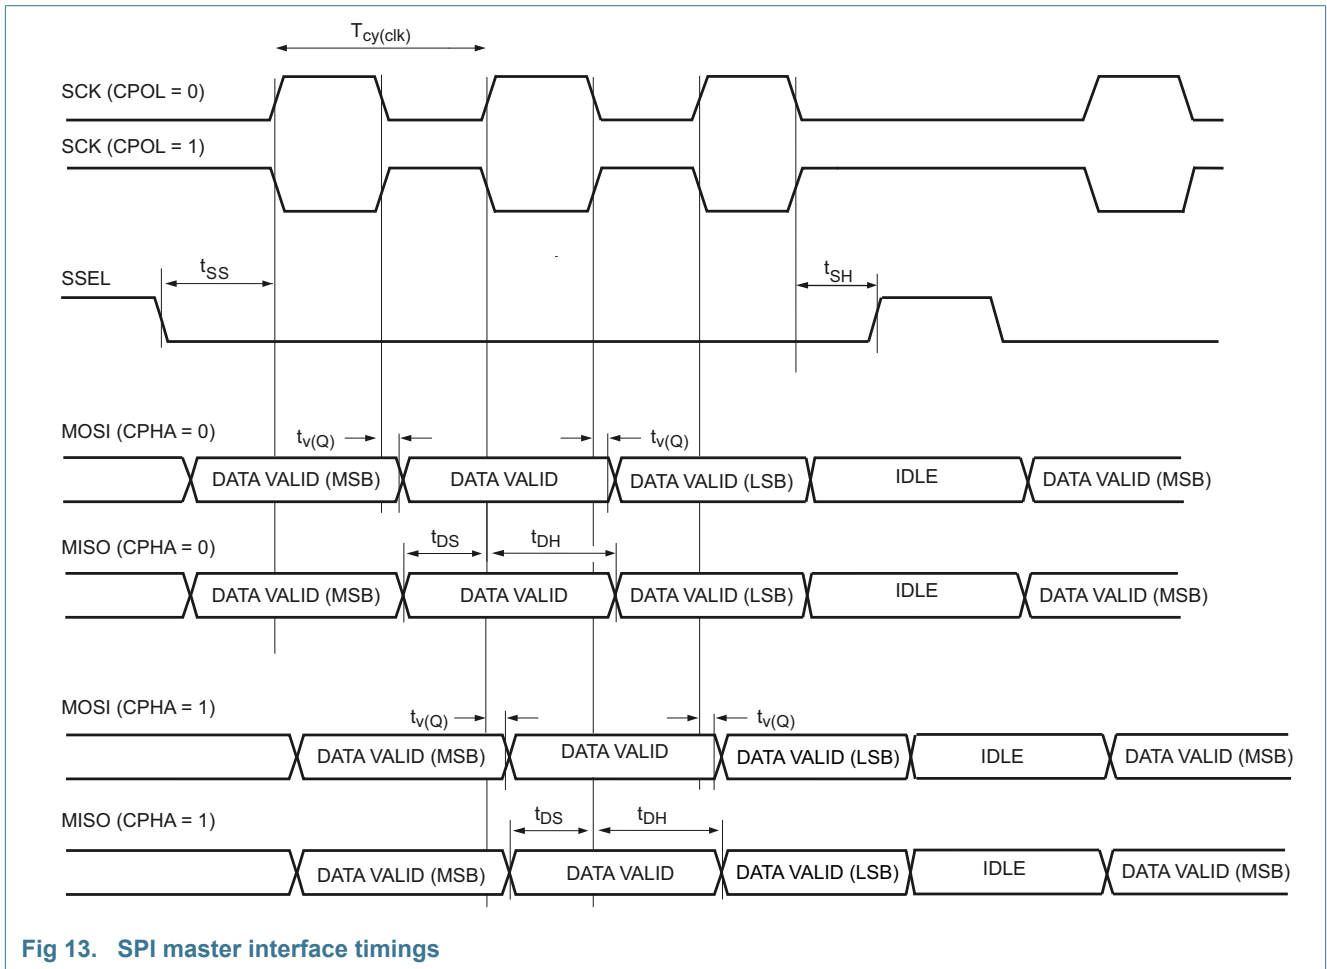 Tcy(clk)
SCK (CPOL = 0)
SCK (CPOL = 1)
SSEL
tSS
tSH
MOSI (CPHA = 0)
tv(Q) tv(Q)
DATA VALID (MSB) DATA VALID DATA VALID (LSB) IDLE DATA VALID (MSB)
MISO (CPHA = 0)
tDS tDH
DATA VALID (MSB) DATA VALID DATA VALID (LSB) IDLE DATA VALID (MSB)
MOSI (CPHA = 1)
tv(Q) tv(Q)
DATA VALID (MSB) DATA VALID DATA VALID (LSB) IDLE DATA VALID (MSB)
MISO (CPHA = 1)
tDS tDH
DATA VALID (MSB) DATA VALID DATA VALID (LSB) IDLE DATA VALID (MSB)
Fig 13. SPI master interface timings